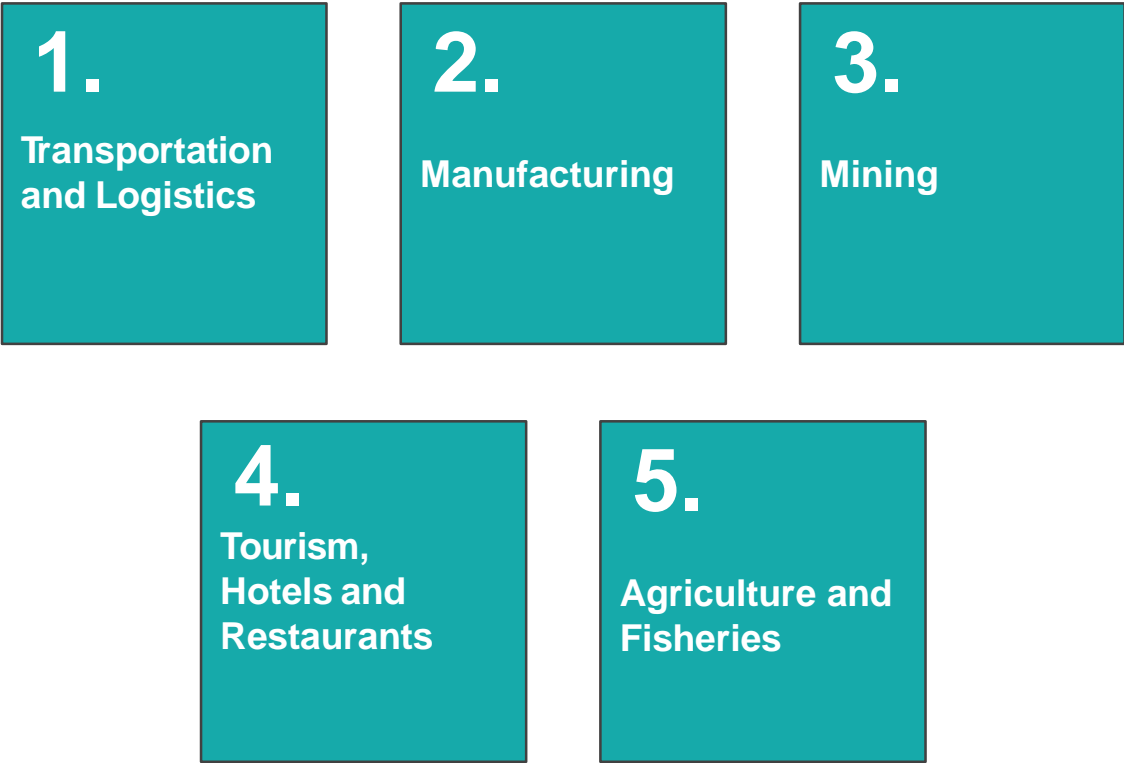 1.
Transportation
and Logistics
2.
Manufacturing
3.
Mining
4.
Tourism,
Hotels and
Restaurants
5.
Agriculture and
Fisheries